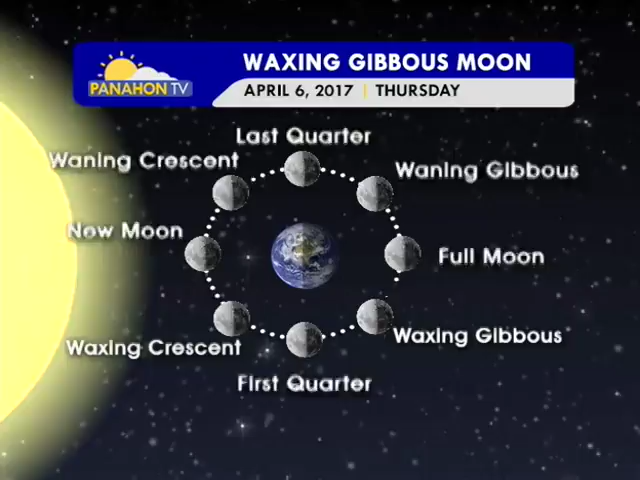 WAXING GIBBOUS MOON
PANAHON TV
APRIL 6, 2017 | THURSDAY
Last Quarter
Waning Crescent
Waning Gibbous
New Moon
Full Moon
Waxing Gibbous
Waxing Crescent
First Quarter